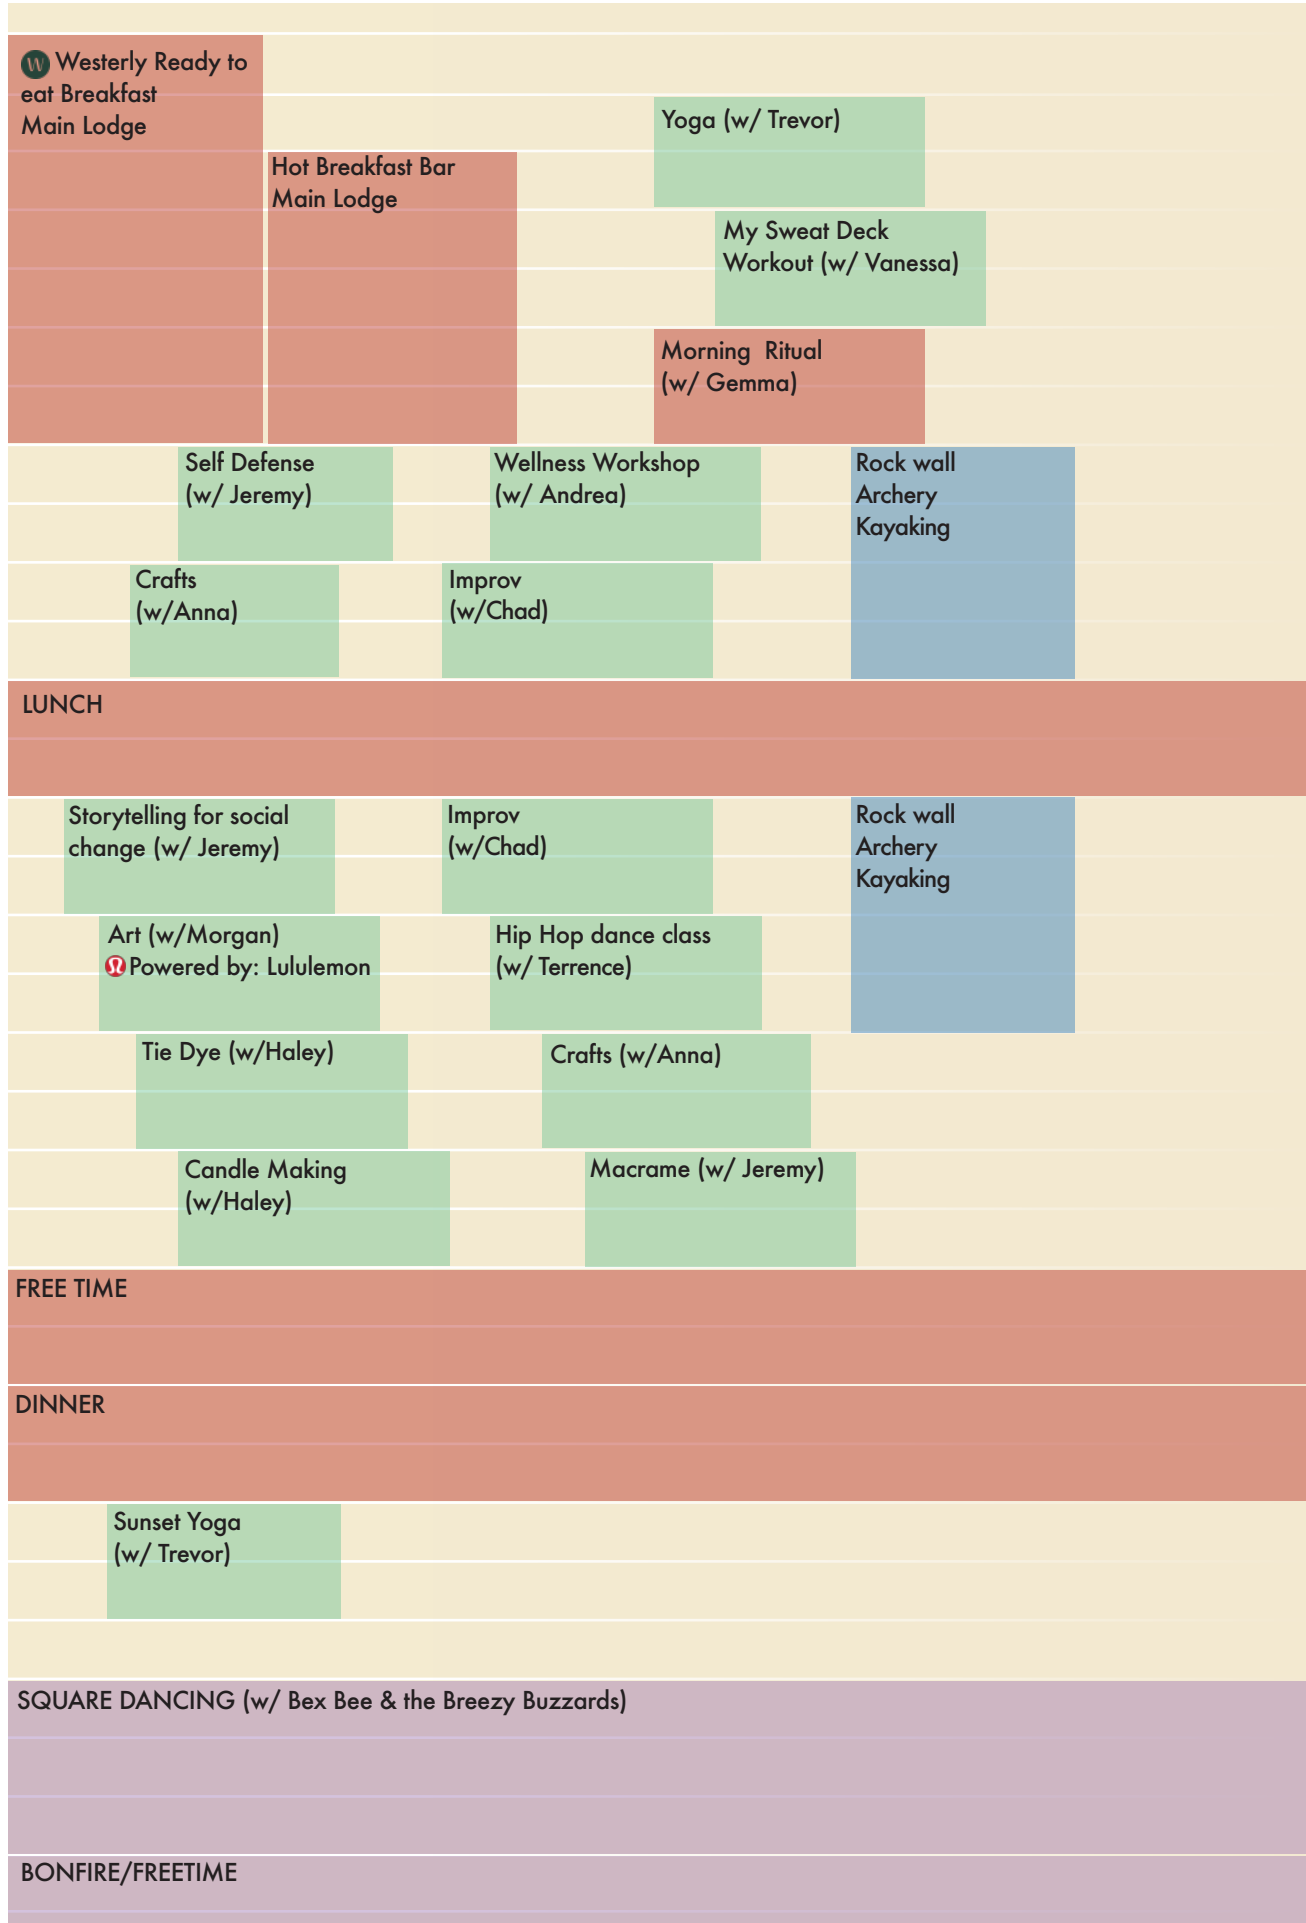 W Westerly Ready to
eat Breakfast
Main Lodge
Yoga (w/ Trevor)
Hot Breakfast Bar
Main Lodge
My Sweat Deck
Workout (w/ Vanessa)
Morning Ritual
(w/ Gemma)
Self Defense
(w/ Jeremy)
Wellness Workshop
(w/ Andrea)
Rock wall
Archery
Kayaking
Crafts
(w/Anna)
Improv
(w/Chad)
LUNCH
Storytelling for social
change (w/ Jeremy)
Improv
(w/Chad)
Rock wall
Archery
Kayaking
Art (w/Morgan)
Powered by: Lululemon
Hip Hop dance class
(w/ Terrence)
Tie Dye (w/Haley)
Crafts (w/Anna)
Candle Making
(w/Haley)
Macrame (w/ Jeremy)
FREE TIME
DINNER
Sunset Yoga
(w/ Trevor)
SQUARE DANCING (w/ Bex Bee & the Breezy Buzzards)
BONFIRE/FREETIME